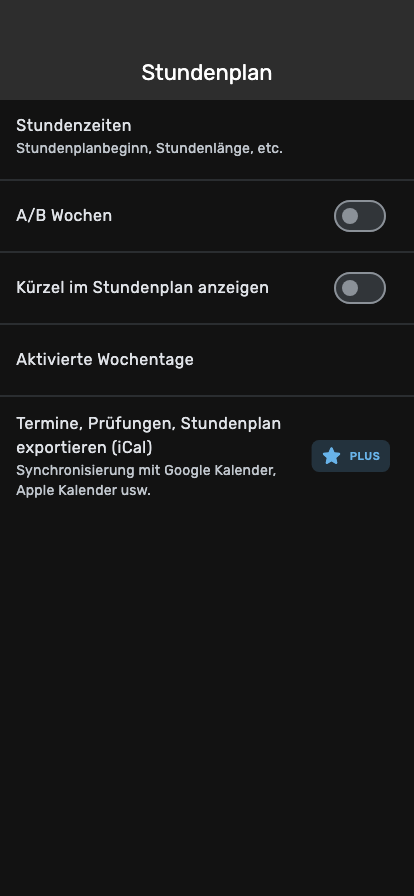 Stundenplan
Stundenzeiten
Stundenplanbeginn, Stundenlänge, etc.
A/B Wochen
Kürzel im Stundenplan anzeigen
Aktivierte Wochentage
Termine, Prüfungen, Stundenplan
exportieren (iCal)
Synchronisierung mit Google Kalender,
Apple Kalender usw.
PLUS